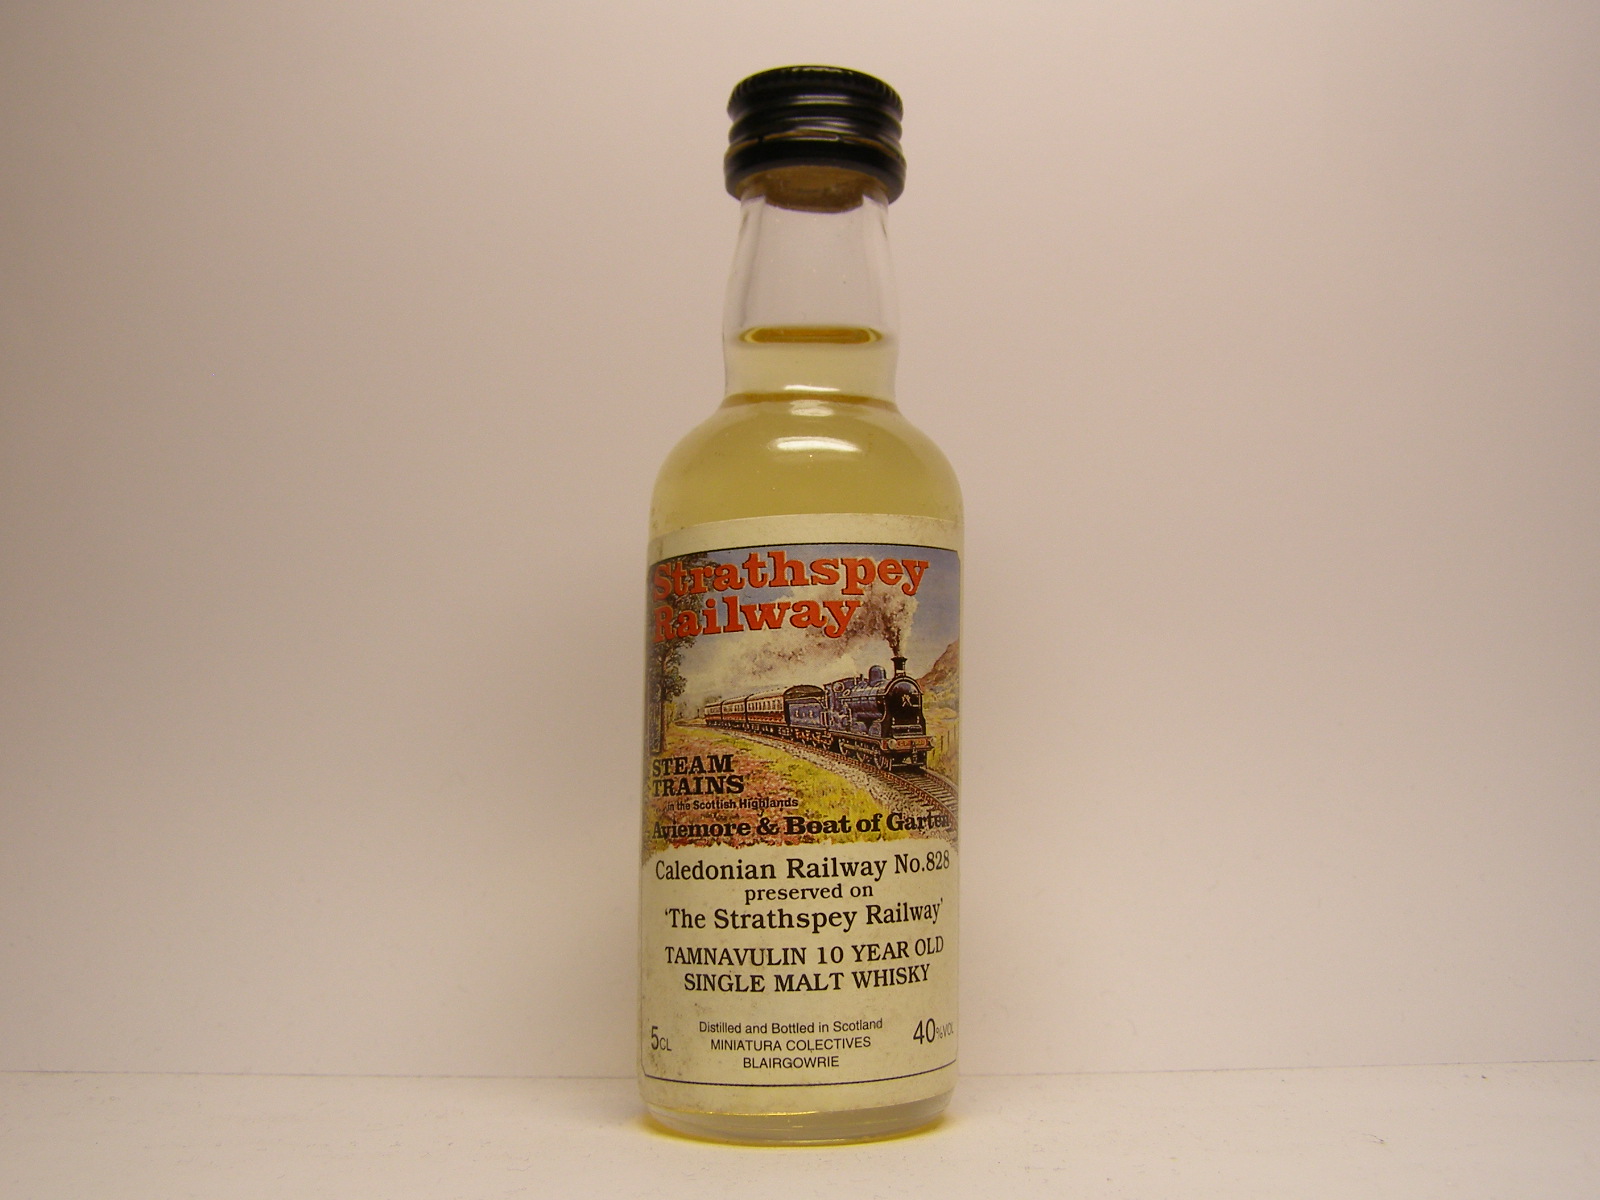 Strathspey
Railway
STEAM
TRAINS
in the Scottish Highlands
Aviemore & Boat of Garten
Caledonian Railway No.828
preserved on
'The Strathspey Railway'
TAMNAVULIN 10 YEAR OLD
SINGLE MALT WHISKY
5CL
Distilled and Bottled in Scotland
MINIATURA COLECTIVES
BLAIRGOWRIE
40%VOL